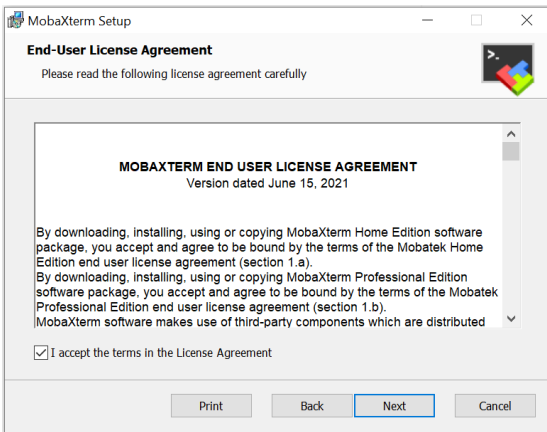 MobaXterm Setup
End-User License Agreement
Please read the following license agreement carefully
>.
MOBAXTERM END USER LICENSE AGREEMENT
Version dated June 15, 2021
By downloading, installing, using or copying MobaXterm Home Edition software
package, you accept and agree to be bound by the terms of the Mobatek Home
Edition end user license agreement (section 1.a).
By downloading, installing, using or copying MobaXterm Professional Edition
software package, you accept and agree to be bound by the terms of the Mobatek
Professional Edition end user license agreement (section 1.b).
MobaXterm software makes use of third-party components which are distributed
I accept the terms in the License Agreement
Print Back Next Cancel